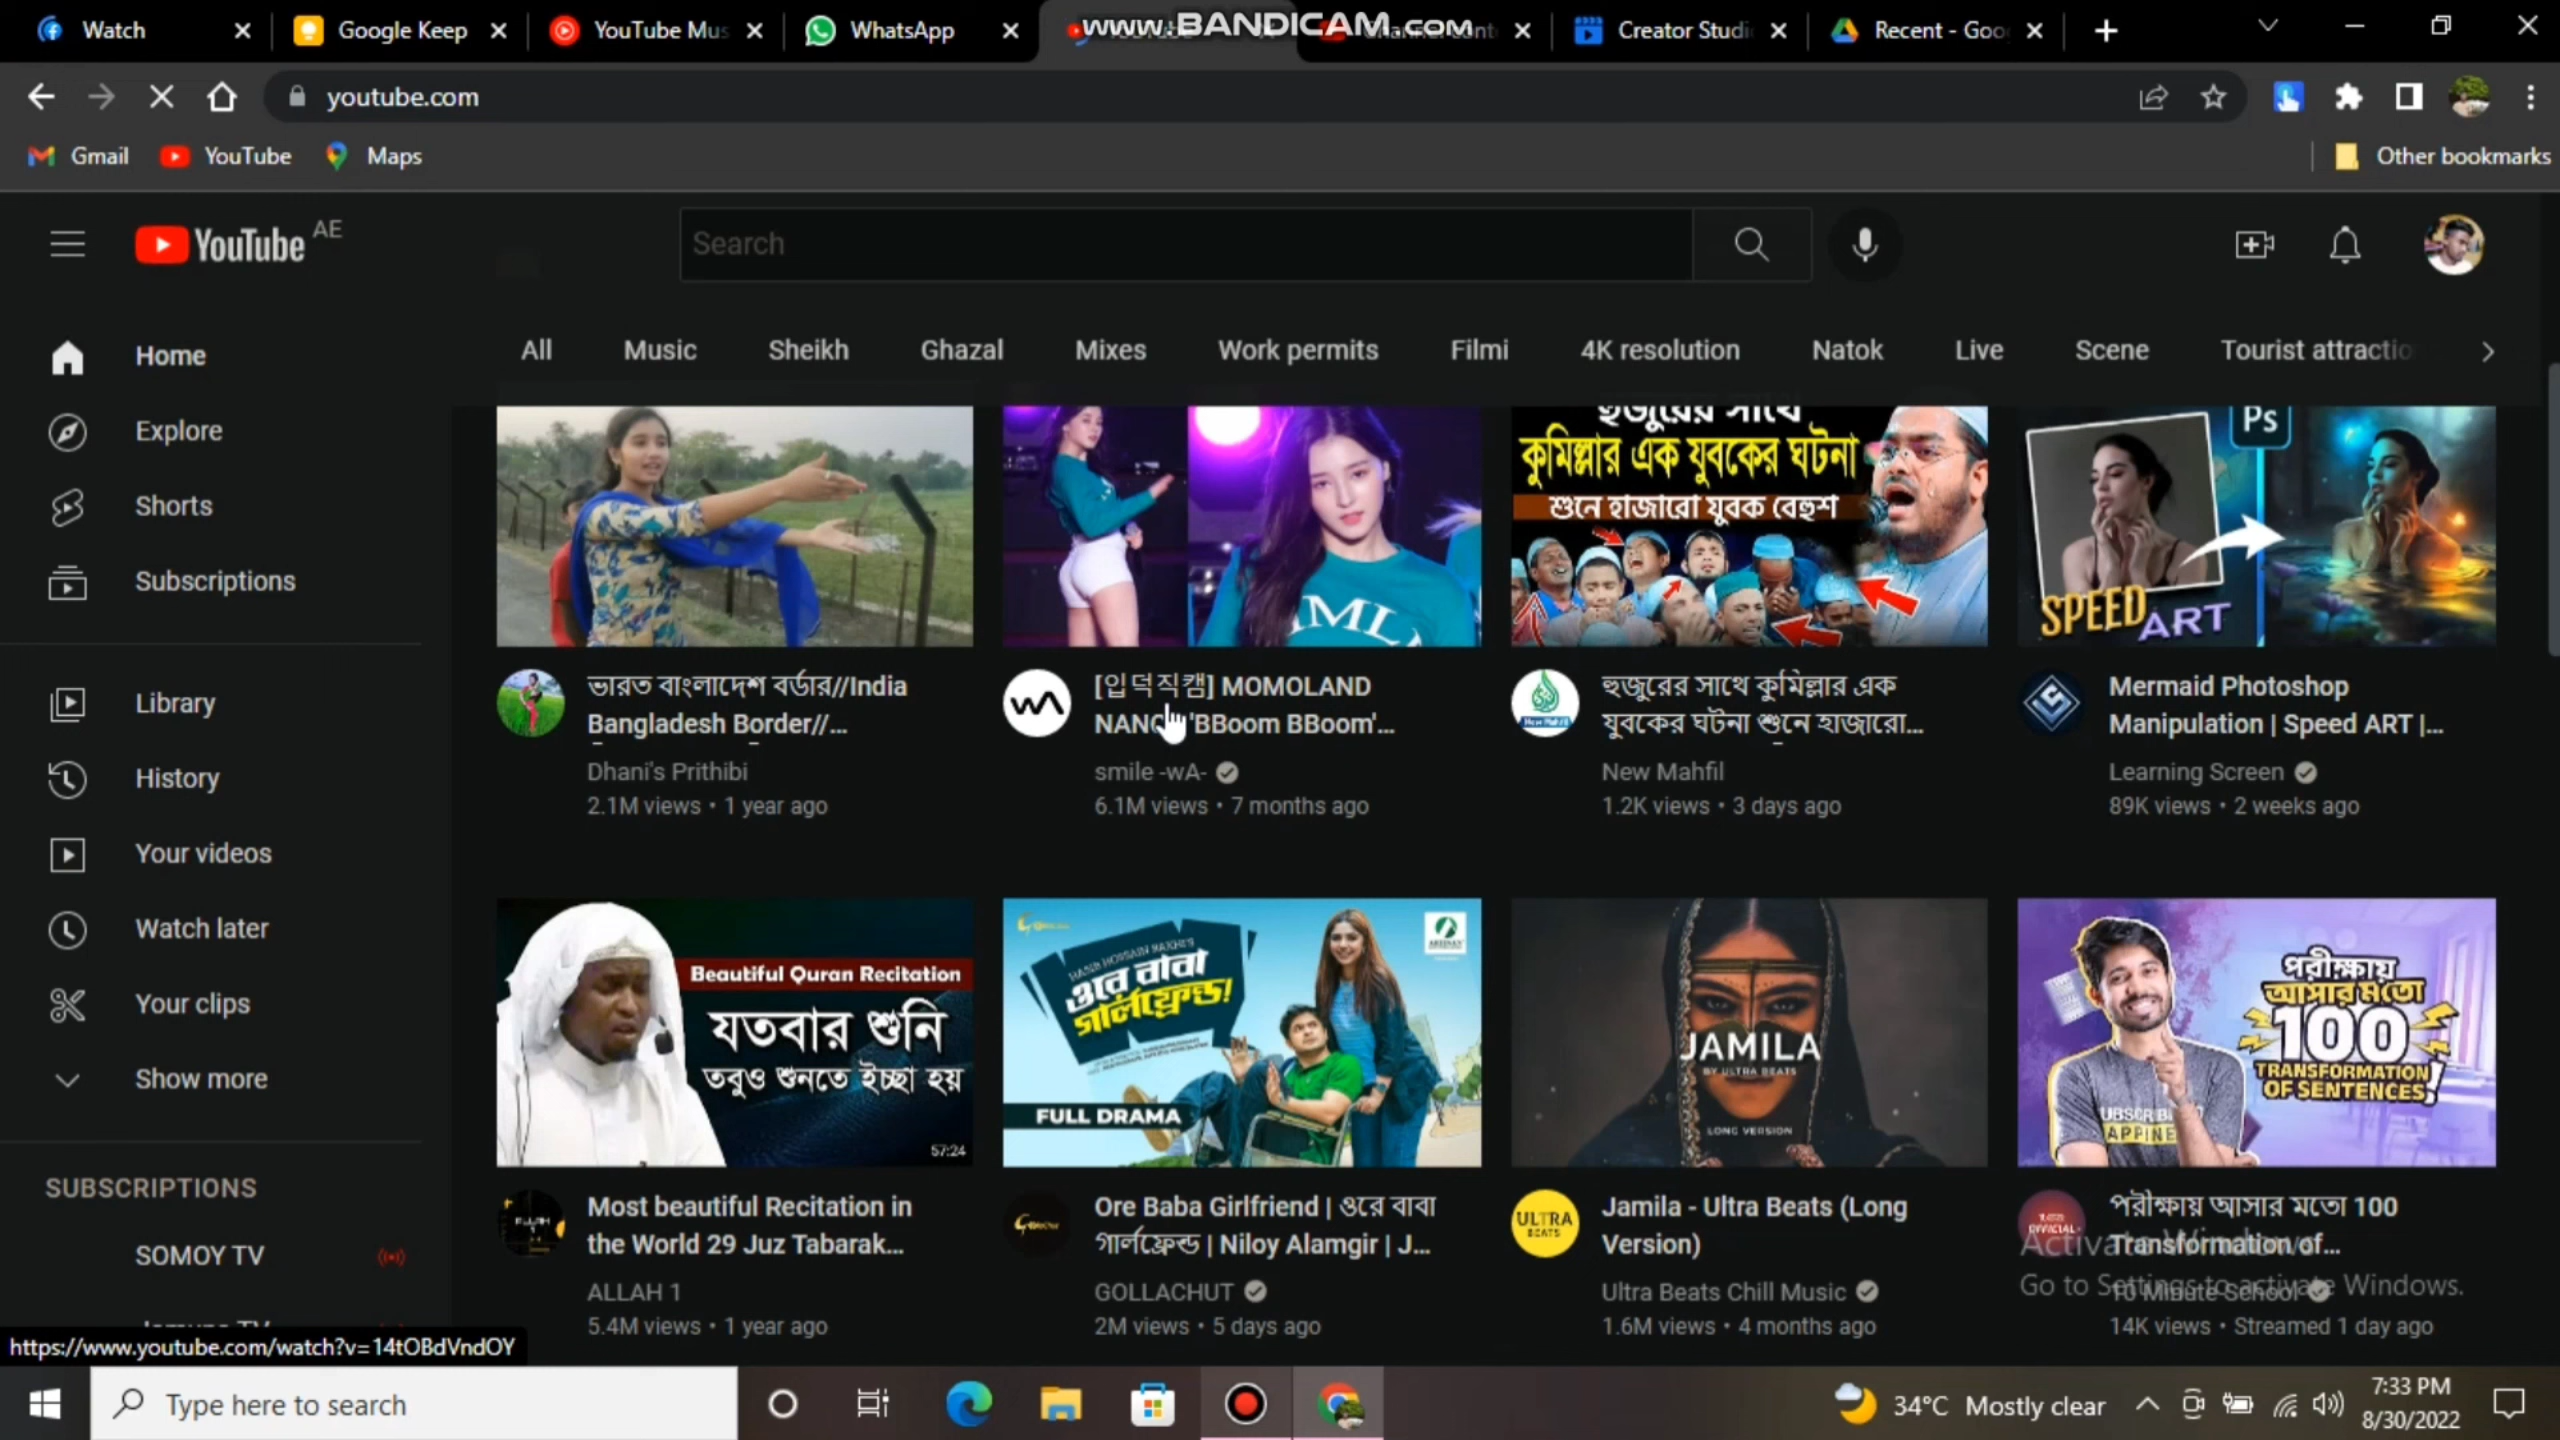 Watch
Google Keep
YouTube Mus
WhatsApp
www.BANDICAM.com
Creator Studi
Recent - Goo
youtube.com
Gmail
YouTube
Maps
Other bookmarks
YouTube AE
Search
Home
Explore
Shorts
Subscriptions
Library
History
Your videos
Watch later
Your clips
Show more
SUBSCRIPTIONS
SOMOY TV
All
Music
Sheikh
Ghazal
Mixes
Work permits
Filmi
4K resolution
Natok
Live
Scene
Tourist attractio
হুজুরের সাথে
কুমিল্লার এক যুবকের ঘটনা
শুনে হাজারো যুবক বেহুশ
Ps
SPEED ART
ভারত বাংলাদেশ বর্ডার//India
Bangladesh Border//...
Dhani's Prithibi
2.1M views • 1 year ago
[입덕직캠] MOMOLAND
'BBoom BBoom'...
smile -wA-
6.1M views • 7 months ago
হুজুরের সাথে কুমিল্লার এক
যুবকের ঘটনা শুনে হাজারো...
New Mahfil
1.2K views • 3 days ago
Mermaid Photoshop
Manipulation | Speed ART |...
Learning Screen
89K views • 2 weeks ago
Beautiful Quran Recitation
যতবার শুনি
তবুও শুনতে ইচ্ছা হয়
57:24
ওরে বাবা
গার্লফ্রেন্ড!
FULL DRAMA
JAMILA
BY ULTRA BEATS
LONG VERSION
পরীক্ষায়
আসার মতো
100
TRANSFORMATION
OF SENTENCES!
Most beautiful Recitation in
the World 29 Juz Tabarak...
ALLAH 1
5.4M views • 1 year ago
Ore Baba Girlfriend | ওরে বাবা
গার্লফ্রেন্ড | Niloy Alamgir | J...
GOLLACHUT
2M views • 5 days ago
ULTRA
BEATS
Jamila - Ultra Beats (Long
Version)
Ultra Beats Chill Music
1.6M views • 4 months ago
পরীক্ষায় আসার মতো 100
Transformation of...
10 Minute School
14K views • Streamed 1 day ago
Activate Windows
Go to Settings to activate Windows.
https://www.youtube.com/watch?v=14tOBdVndOY
Type here to search
34°C Mostly clear
7:33 PM
8/30/2022